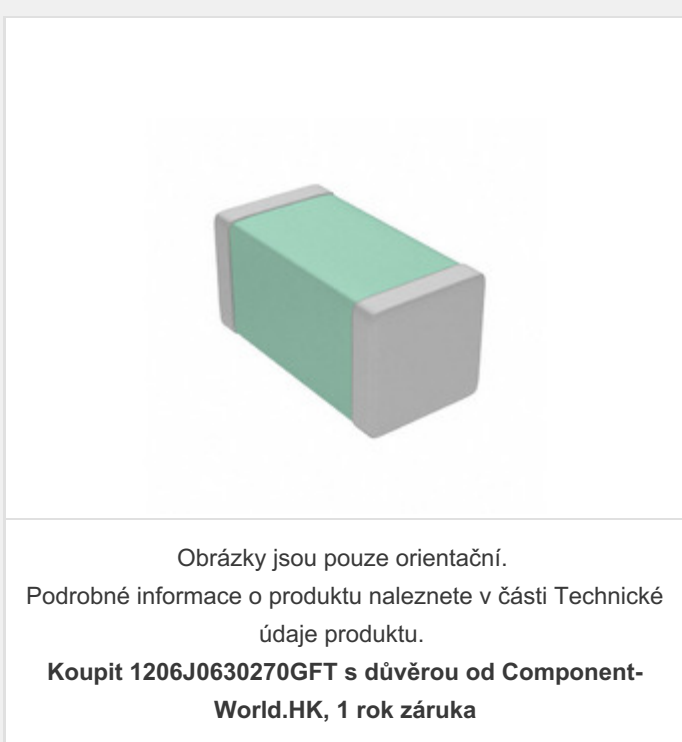 Obrázky jsou pouze orientační.
Podrobné informace o produktu naleznete v části Technické
údaje produktu.
Koupit 1206J0630270GFT s důvěrou od Component-
World.HK, 1 rok záruka